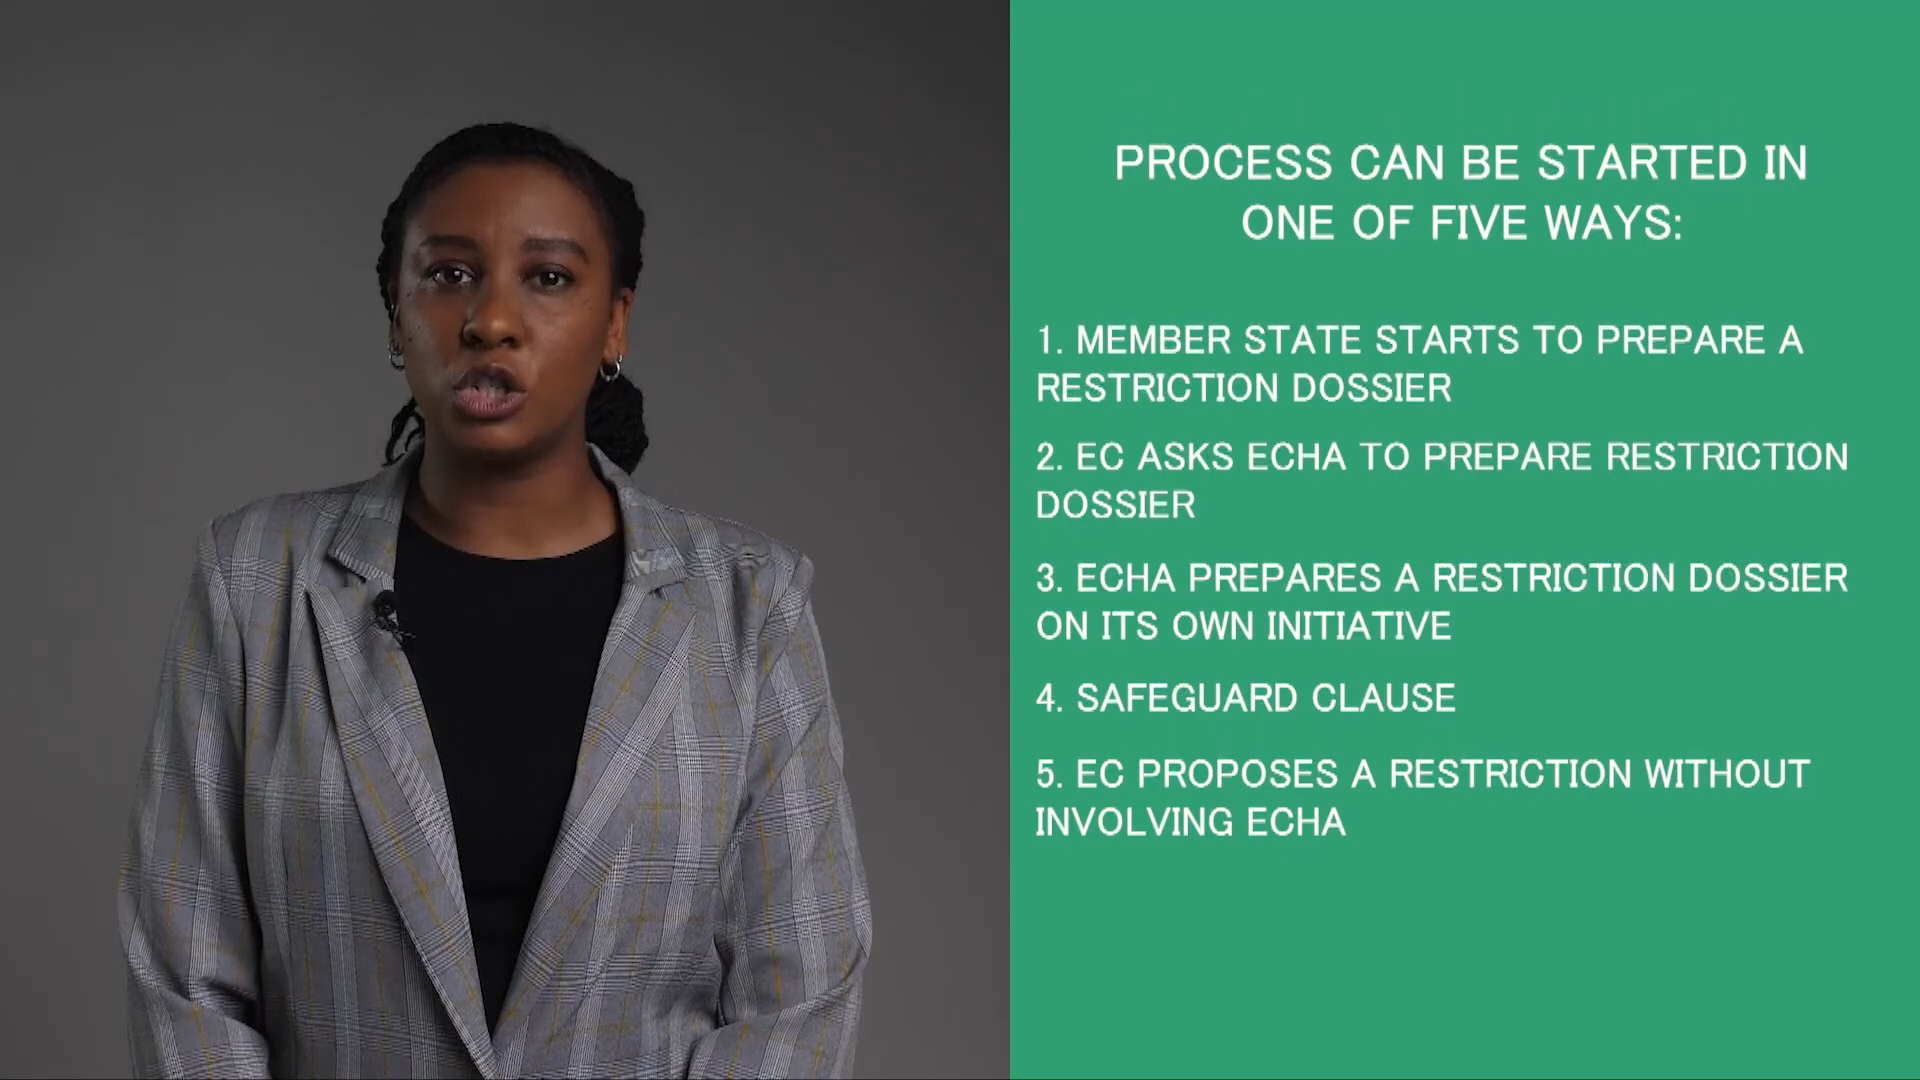 PROCESS CAN BE STARTED IN
ONE OF FIVE WAYS:
1. MEMBER STATE STARTS TO PREPARE A
RESTRICTION DOSSIER
2. EC ASKS ECHA TO PREPARE RESTRICTION
DOSSIER
3. ECHA PREPARES A RESTRICTION DOSSIER
ON ITS OWN INITIATIVE
4. SAFEGUARD CLAUSE
5. EC PROPOSES A RESTRICTION WITHOUT
INVOLVING ECHA